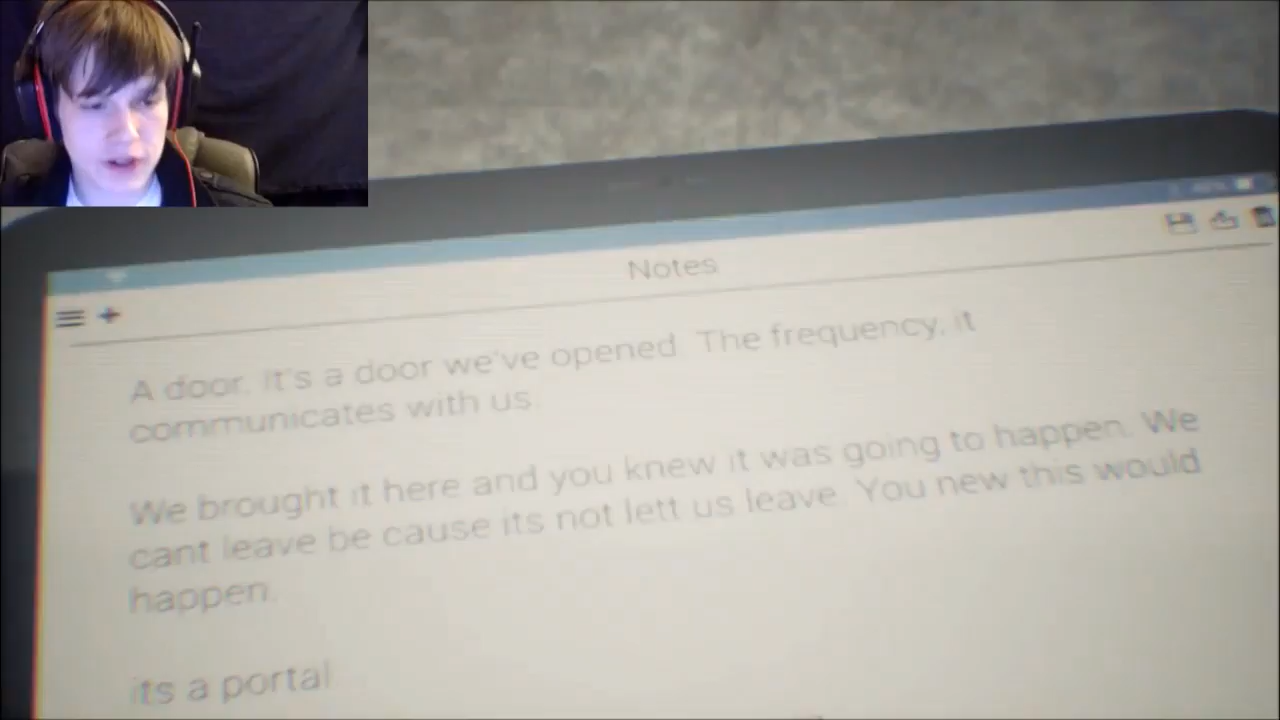 Notes
A door. It's a door we've opened. The frequency, it
communicates with us.
We brought it here and you knew it was going to happen. We
cant leave be cause its not lett us leave. You new this would
happen.
its a portal